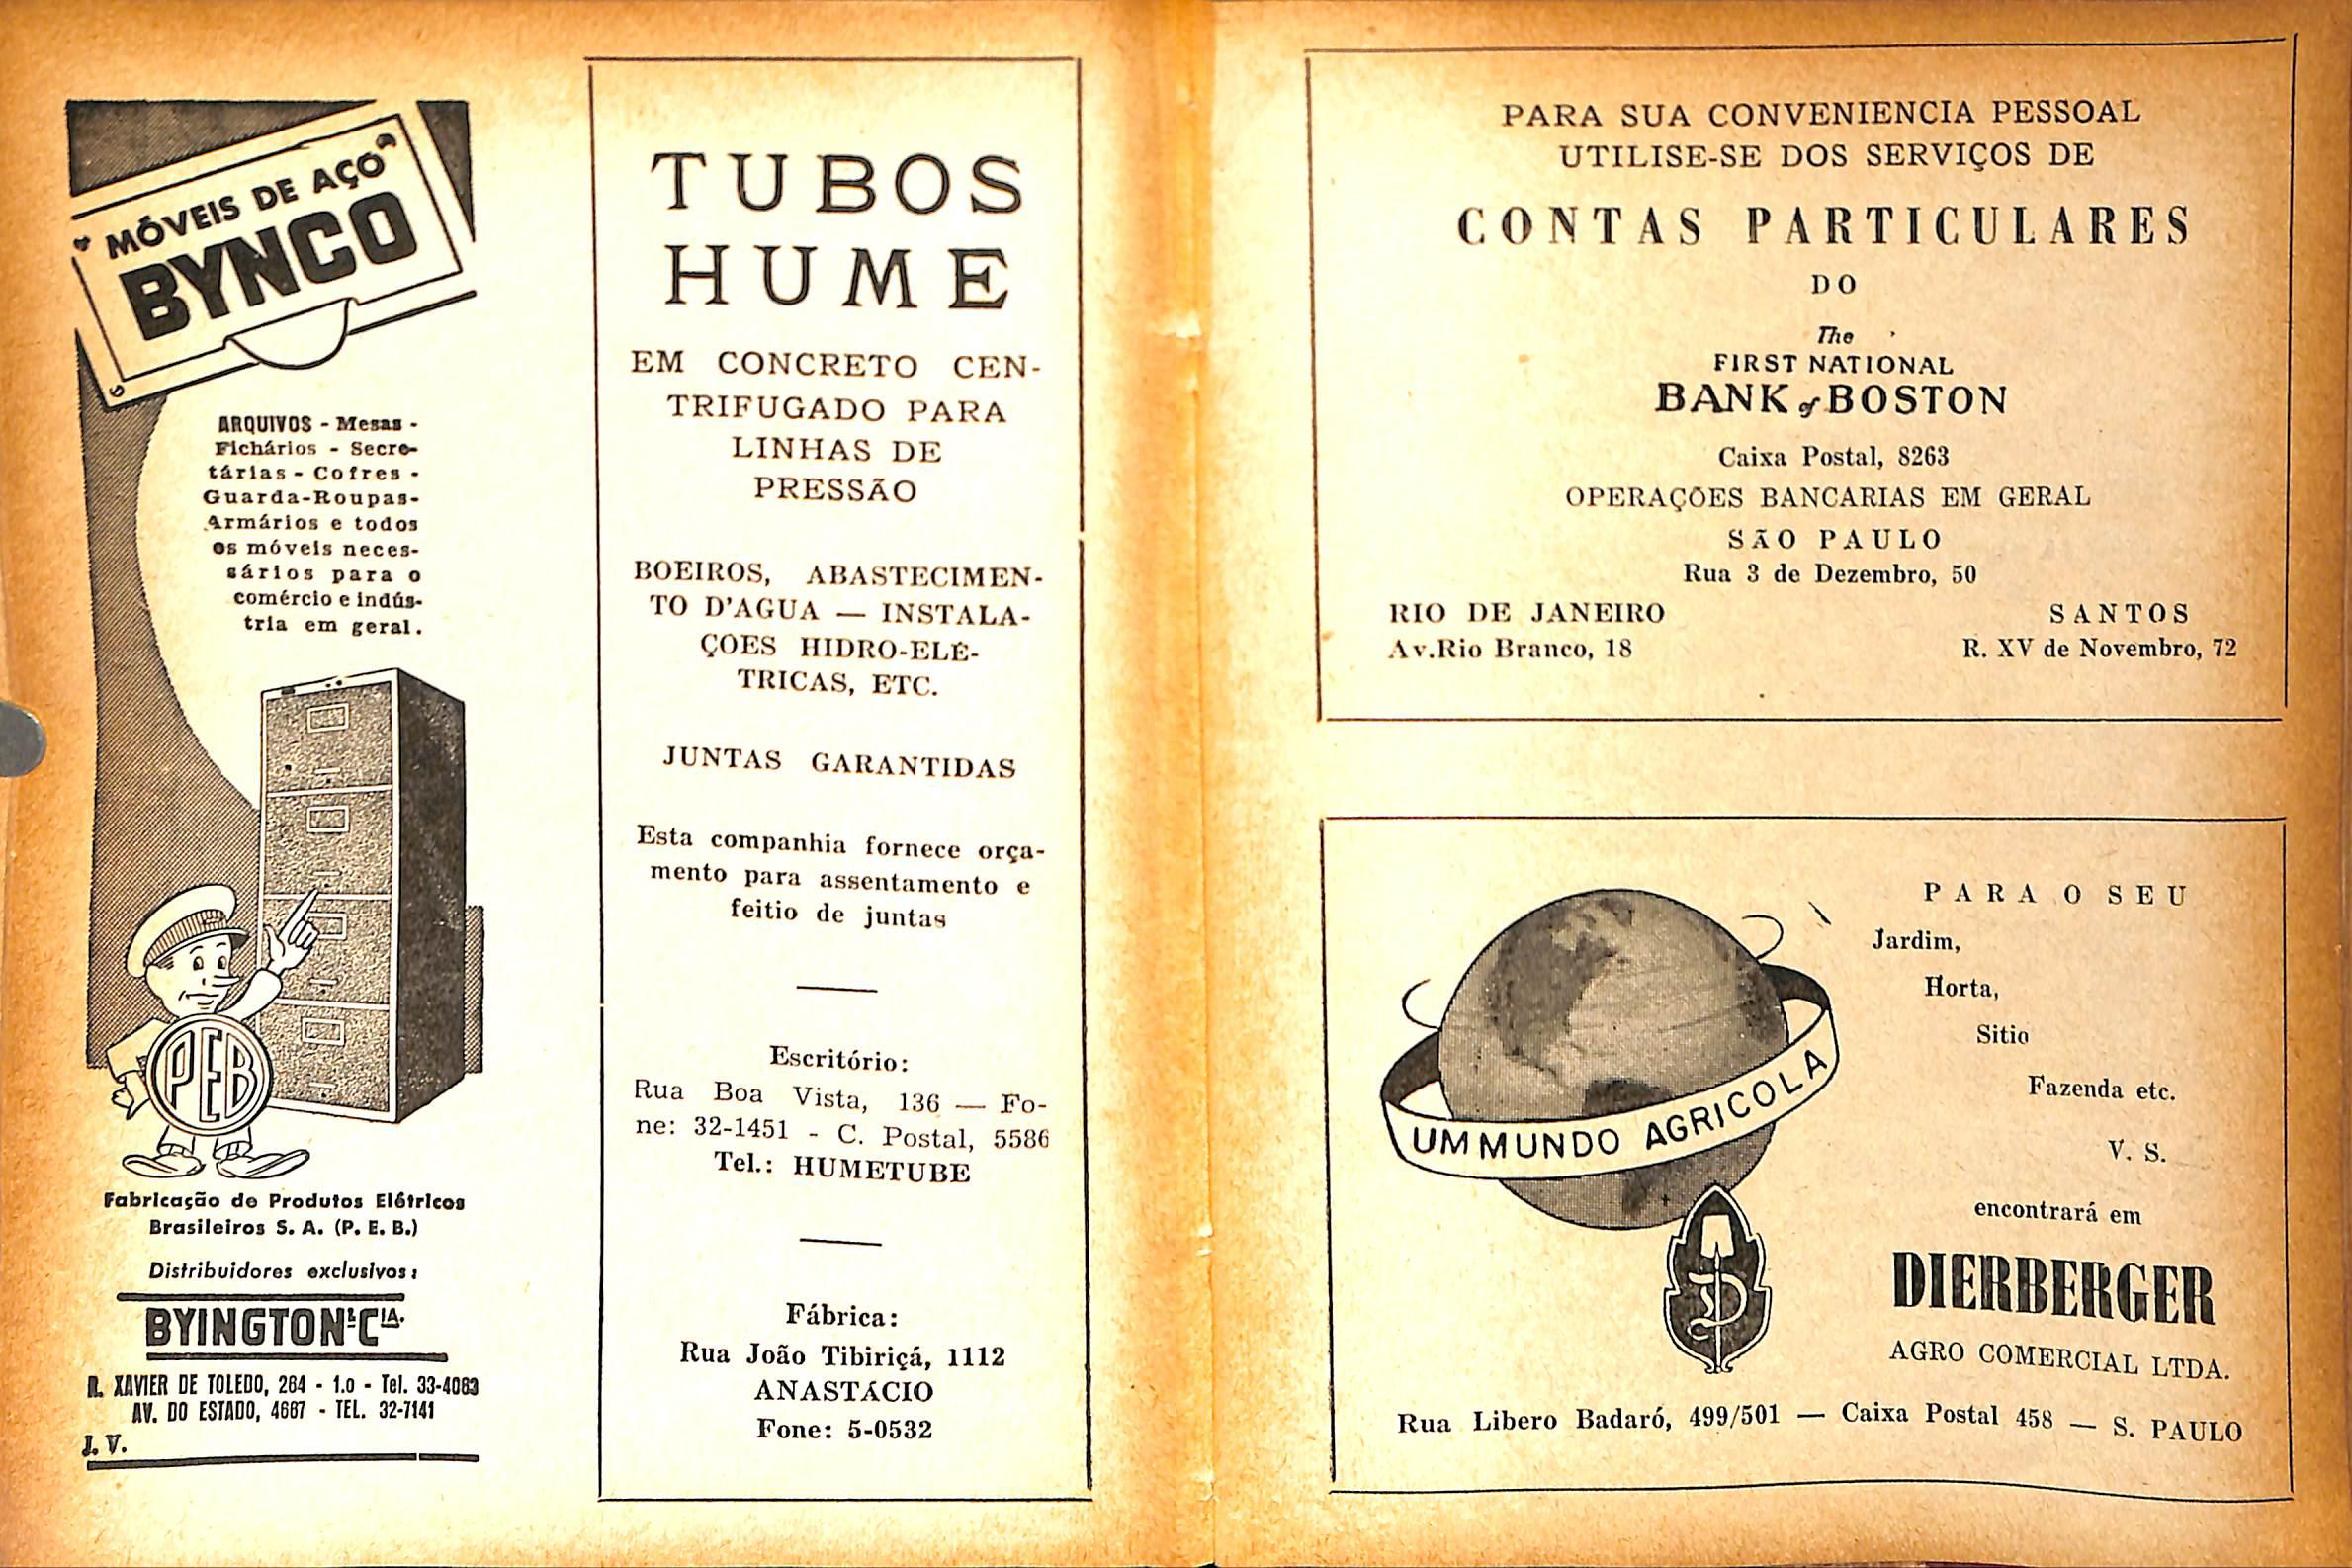 MÓVEIS DE AÇO
BYNCO
ARQUIVOS - Mesas -
Fichários - Secre-
tárias - Cofres -
Guarda-Roupas-
Armários e todos
os móveis neces-
sários para o
comércio e indús-
tria em geral.
PEB
Fabricação de Produtos Elétricos
Brasileiros S. A. (P. E. B.)
Distribuidores exclusivos:
BYINGTON & CIA.
R. XAVIER DE TOLEDO, 264 - 1.o - Tel. 33-4063
AV. DO ESTADO, 4667 - TEL. 32-7141
J. V.
TUBOS
HUME
EM CONCRETO CEN-
TRIFUGADO PARA
LINHAS DE
PRESSÃO
BOEIROS, ABASTECIMEN-
TO D'AGUA — INSTALA-
ÇOES HIDRO-ELÉ-
TRICAS, ETC.
JUNTAS GARANTIDAS
Esta companhia fornece orça-
mento para assentamento e
feitio de juntas
Escritório:
Rua Boa Vista, 136 — Fo-
ne: 32-1451 - C. Postal, 5586
Tel.: HUMETUBE
Fábrica:
Rua João Tibiriçá, 1112
ANASTÁCIO
Fone: 5-0532
PARA SUA CONVENIENCIA PESSOAL
UTILISE-SE DOS SERVIÇOS DE
CONTAS PARTICULARES
DO
The
FIRST NATIONAL
BANK of BOSTON
Caixa Postal, 8263
OPERAÇÕES BANCARIAS EM GERAL
SÃO PAULO
Rua 3 de Dezembro, 50
RIO DE JANEIRO SANTOS
Av.Rio Branco, 18 R. XV de Novembro, 72
PARA O SEU
Jardim,
Horta,
Sitio
Fazenda etc.
V. S.
encontrará em
UM MUNDO AGRICOLA
D
DIERBERGER
AGRO COMERCIAL LTDA.
Rua Libero Badaró, 499/501 — Caixa Postal 458 — S. PAULO